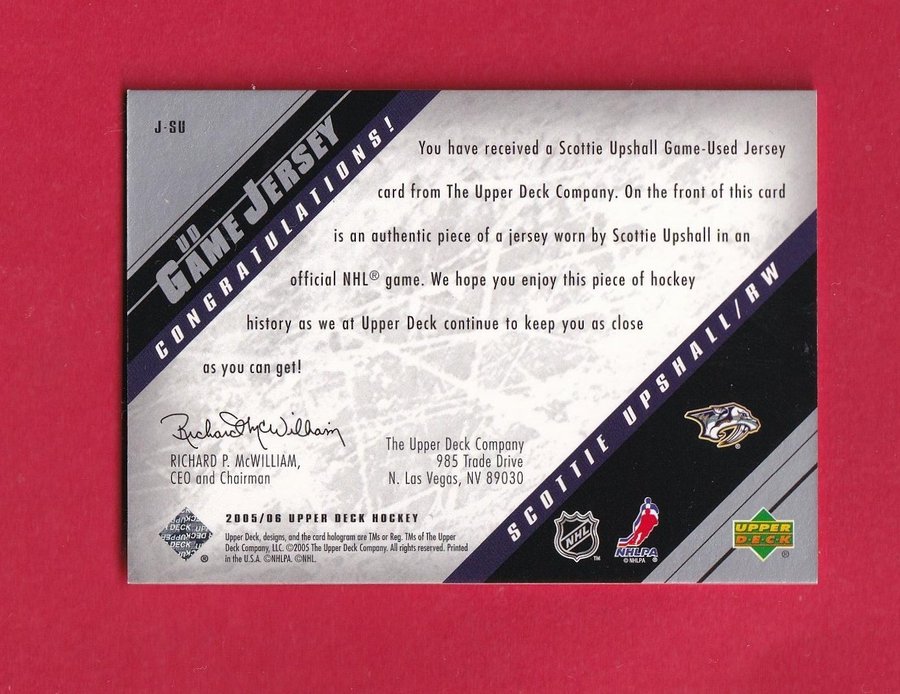 J-SU
UD
GAME JERSEY
CONGRATULATIONS!
You have received a Scottie Upshall Game-Used Jersey
card from The Upper Deck Company. On the front of this card
is an authentic piece of a jersey worn by Scottie Upshall in an
official NHL® game. We hope you enjoy this piece of hockey
history as we at Upper Deck continue to keep you as close
as you can get!
Richard P. McWilliam
RICHARD P. McWILLIAM,
CEO and Chairman
The Upper Deck Company
985 Trade Drive
N. Las Vegas, NV 89030
SCOTTIE UPSHALL/RW
2005/06 UPPER DECK HOCKEY
Upper Deck, designs, and the card hologram are TMs or Reg. TMs of The Upper
Deck Company, LLC. ©2005 The Upper Deck Company. All rights reserved. Printed
in the U.S.A. ©NHLPA. ©NHL.
®
NHL
TM
NHLPA
© NHLPA
UPPER
DECK
®